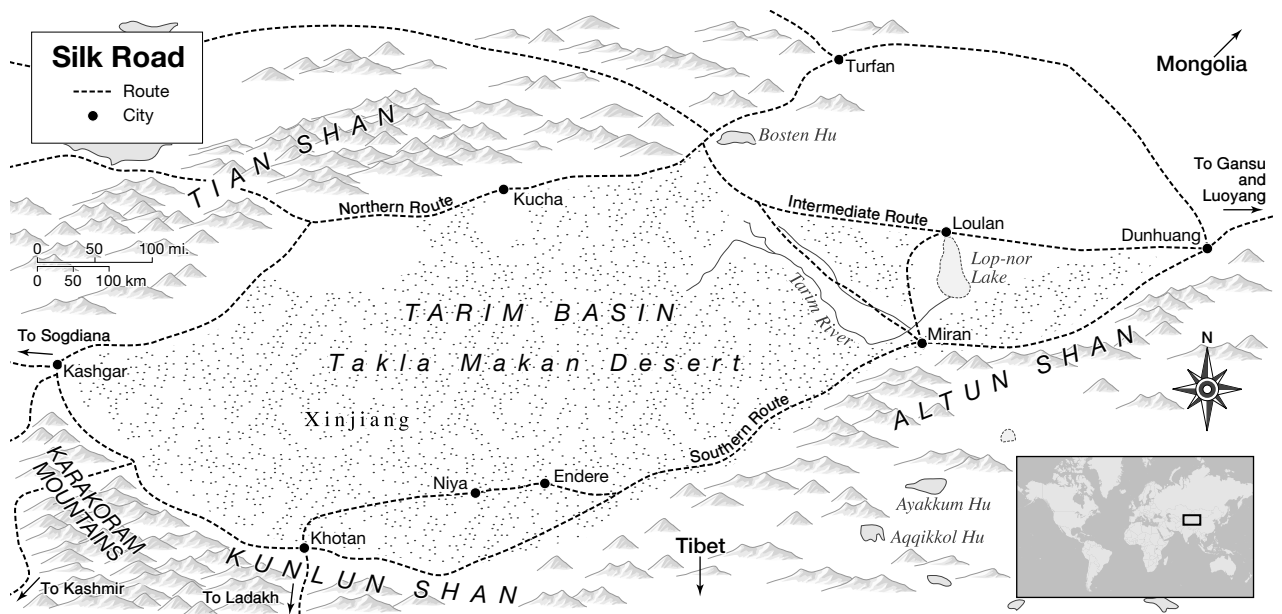 Silk Road
Route
City
Mongolia
Turfan
Bosten Hu
TIAN SHAN
To Gansu
and
Luoyang
Kucha
Northern Route
Intermediate Route
Loulan
Dunhuang
0 50 100 mi.
0 50 100 km
Lop-nor
Lake
Tarim River
TARIM BASIN
To Sogdiana
Miran
N
Takla Makan Desert
Kashgar
ALTUN SHAN
Xinjiang
Southern Route
KARAKORAM
MOUNTAINS
Niya
Endere
Ayakkum Hu
Khotan
Aqqikkol Hu
Tibet
KUNLUN SHAN
To Kashmir
To Ladakh